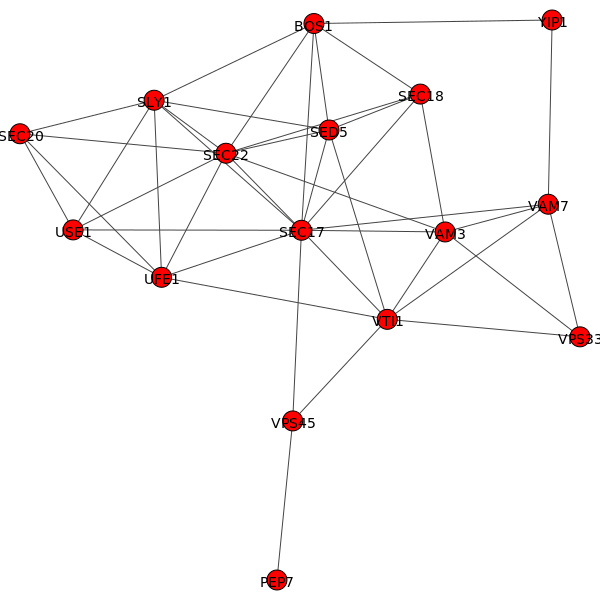 BOS1
YIP1
SLY1
SEC18
SEC20
SED5
SEC22
VAM7
USE1
SEC17
VAM3
UFE1
VTI1
VPS33
VPS45
PEP7